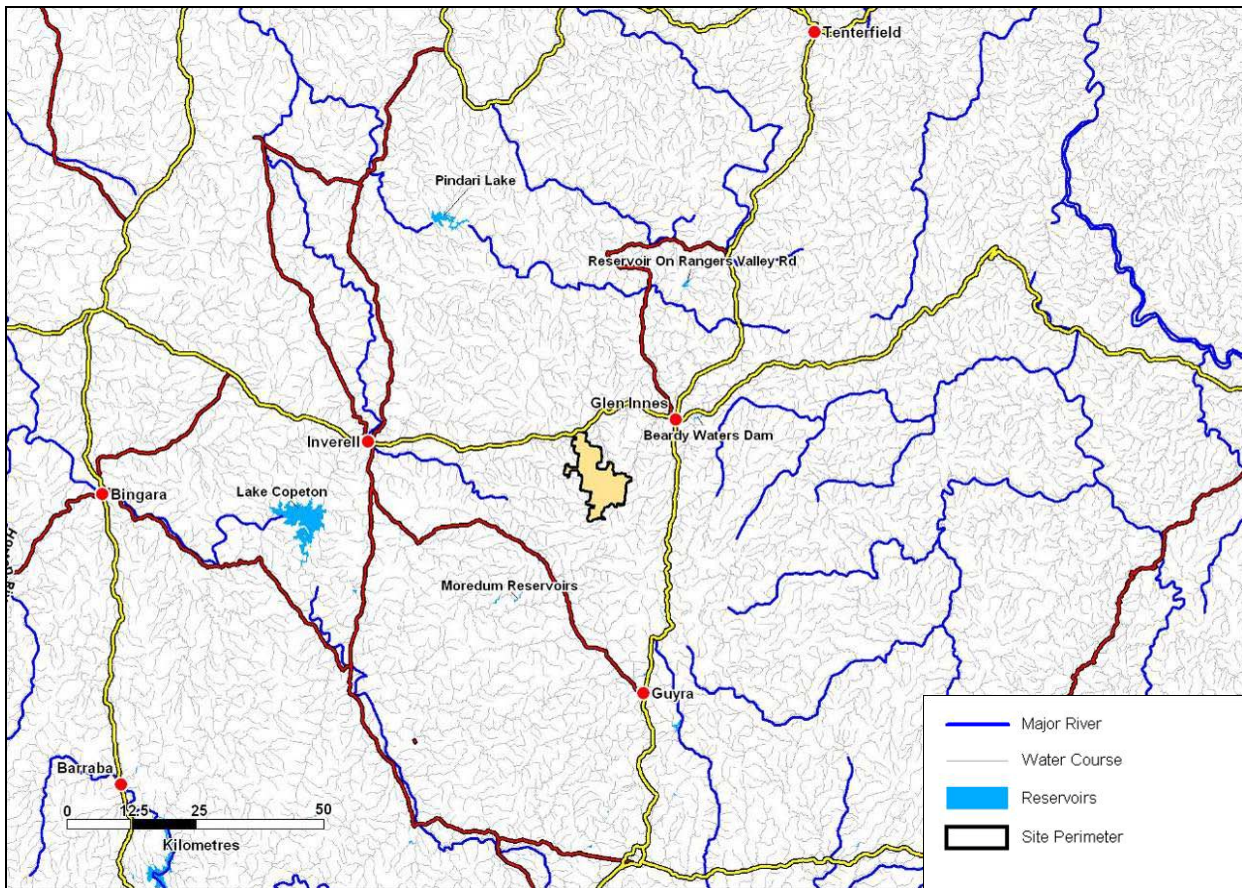 Tenterfield
Pindari Lake
Reservoir On Rangers Valley Rd
Glen Innes
Beardy Waters Dam
Inverell
Bingara
Lake Copeton
Moredum Reservoirs
Guyra
Barraba
0 12.5 25 50
Kilometres
Major River
Water Course
Reservoirs
Site Perimeter